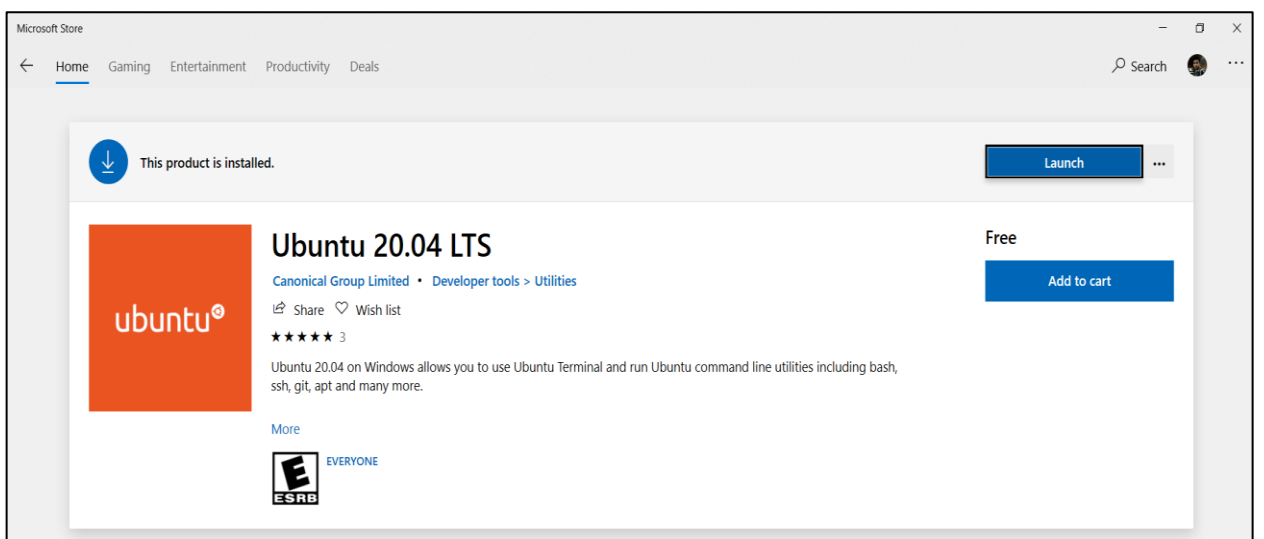 Microsoft Store
Home Gaming Entertainment Productivity Deals Search
This product is installed.
Launch
ubuntu
Ubuntu 20.04 LTS
Canonical Group Limited • Developer tools > Utilities
Share Wish list
★★★★★ 3
Ubuntu 20.04 on Windows allows you to use Ubuntu Terminal and run Ubuntu command line utilities including bash,
ssh, git, apt and many more.
More
E
ESRB
EVERYONE
Free
Add to cart